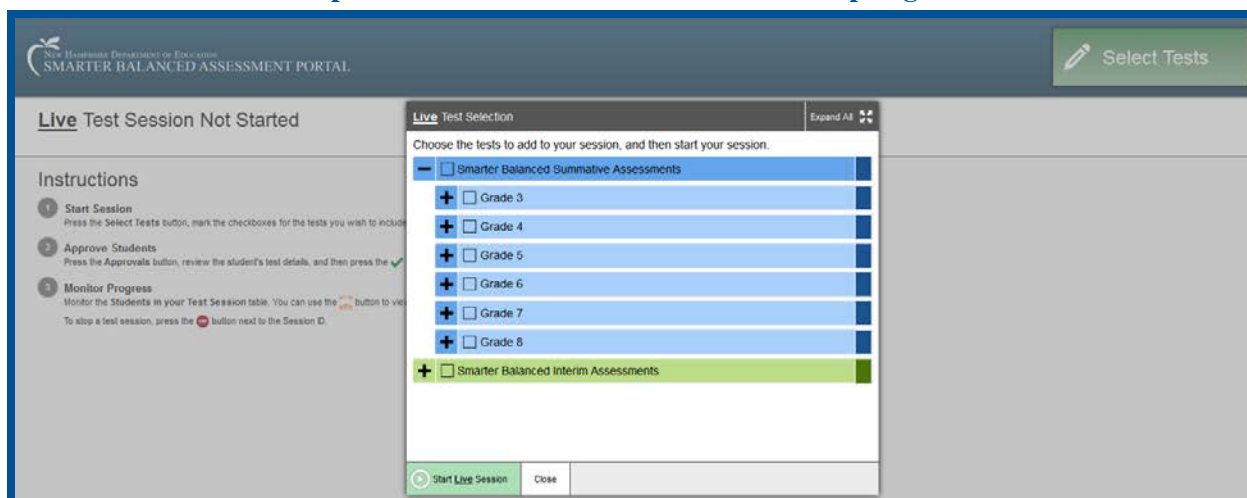 NEW HAMPSHIRE DEPARTMENT OF EDUCATION
SMARTER BALANCED ASSESSMENT PORTAL
Select Tests
Live Test Session Not Started
Instructions
1 Start Session
Press the Select Tests button, mark the checkboxes for the tests you wish to include
2 Approve Students
Press the Approvals button, review the student's test details, and then press the
3 Monitor Progress
Monitor the Students in your Test Session table. You can use the button to vie
To stop a test session, press the button next to the Session ID.
Live Test Selection
Expand All
Choose the tests to add to your session, and then start your session.
Smarter Balanced Summative Assessments
Grade 3
Grade 4
Grade 5
Grade 6
Grade 7
Grade 8
Smarter Balanced Interim Assessments
Start Live Session
Close